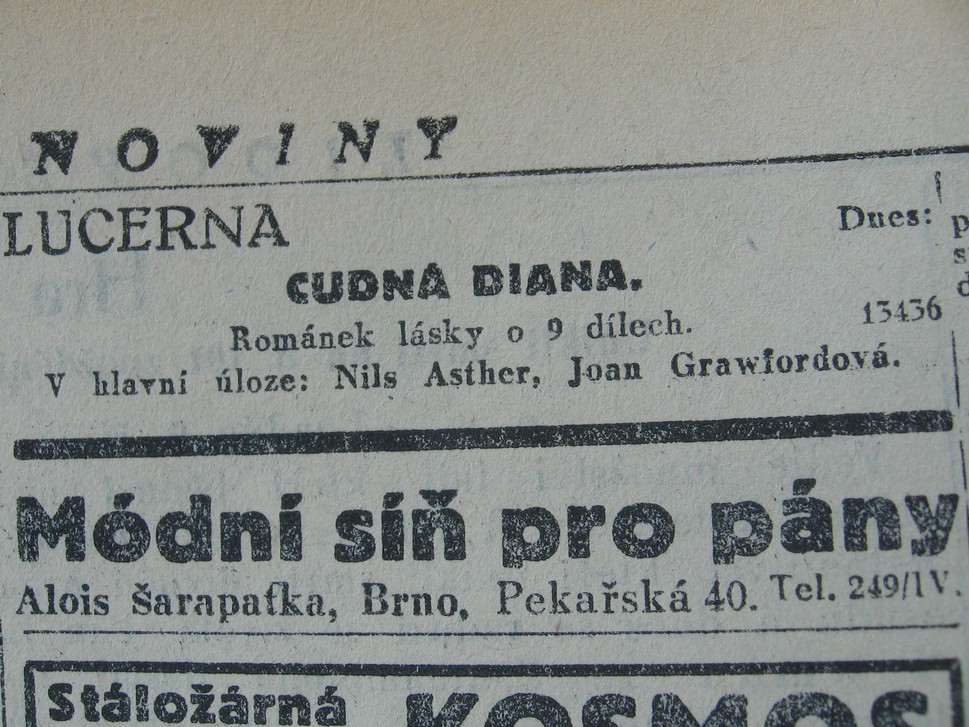 NOVINY
LUCERNA Dnes:
CUDNÁ DIANA.
Románek lásky o 9 dílech. 13436
V hlavní úloze: Nils Asther, Joan Grawfordová.
Módní síň pro pány
Alois Šarapatka, Brno, Pekařská 40. Tel. 249/IV.
Stáložárná KOSMOS